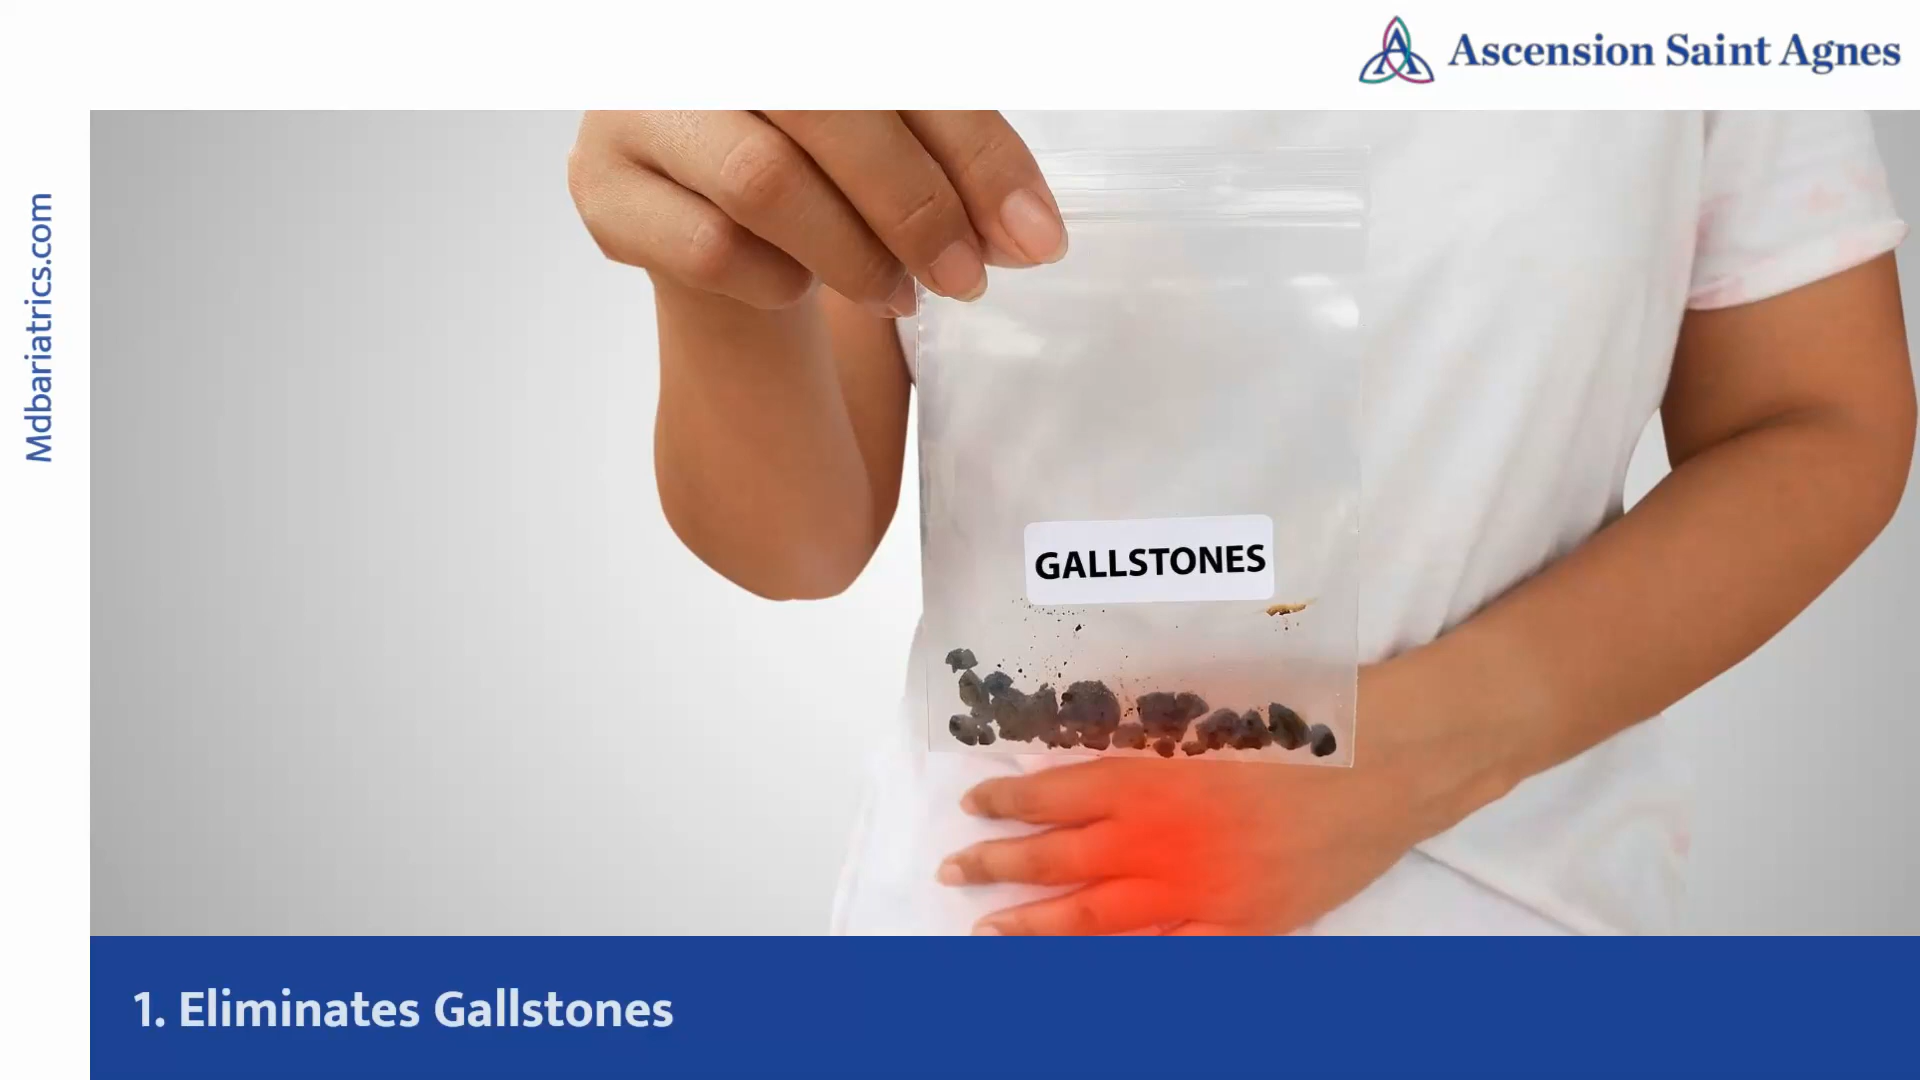 Ascension Saint Agnes
Mdbariatrics.com
GALLSTONES
1. Eliminates Gallstones